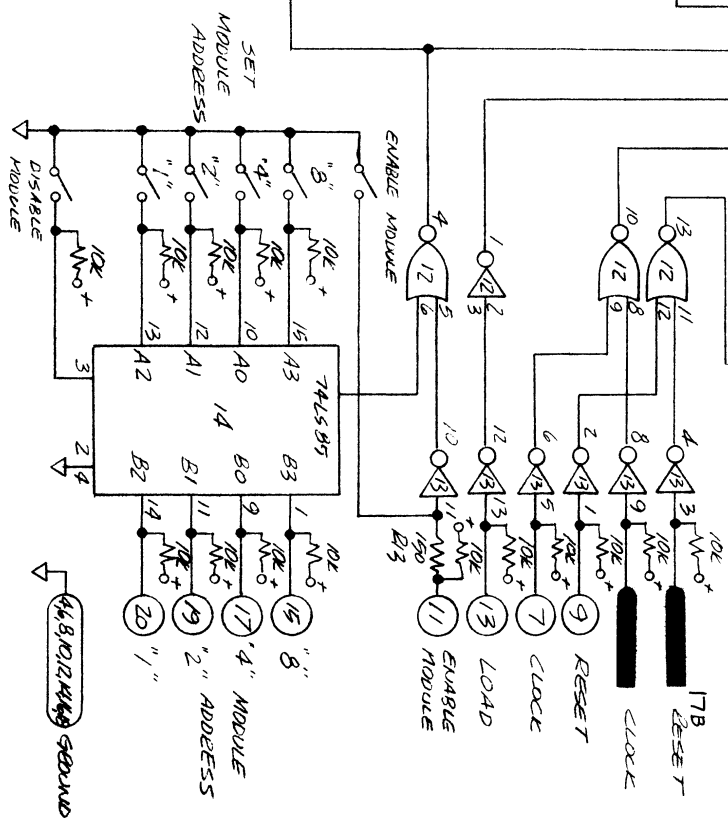 SET
MODULE
ADDRESS
DISABLE
MODULE
"1"
"2"
"4"
"8"
ENABLE MODULE
10K
+
10K
+
10K
+
10K
+
10K
+
3
13
12
10
15
A2
A1
A0
A3
74LS85
14
B2
B1
B0
B3
2
4
14
11
9
1
10K
+
10K
+
10K
+
10K
+
20
19
17
15
"1"
"2" ADDRESS
"4" MODULE
"8"
GROUND
4
12
6
5
1
12
3
2
10
12
9
8
13
12
12
11
10
13
11
12
13
13
6
13
5
2
13
1
8
13
9
4
13
3
150
R13
10K
+
10K
+
10K
+
10K
+
10K
+
10K
+
11
ENABLE
MODULE
13
LOAD
7
CLOCK
9
RESET
CLOCK
17B
RESET